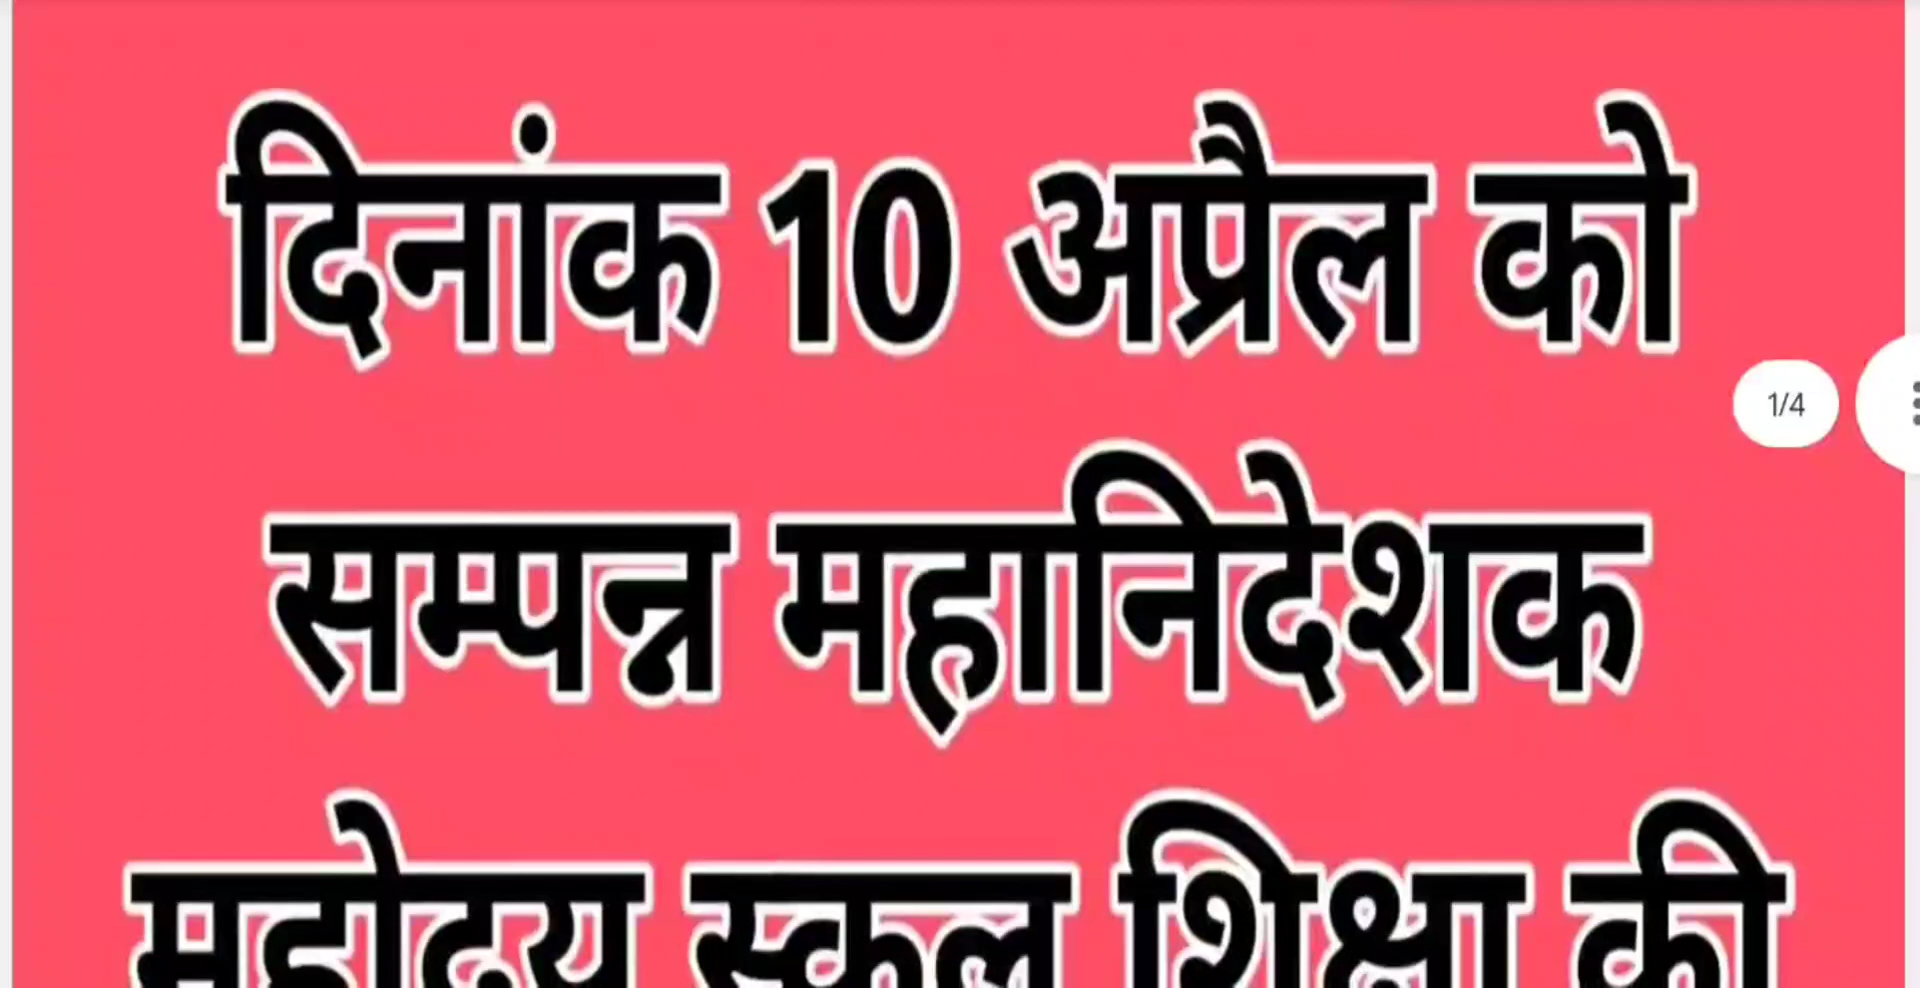 दिनांक 10 अप्रैल को
1/4
सम्पन्न महानिदेशक
महोदय स्कूल शिक्षा की